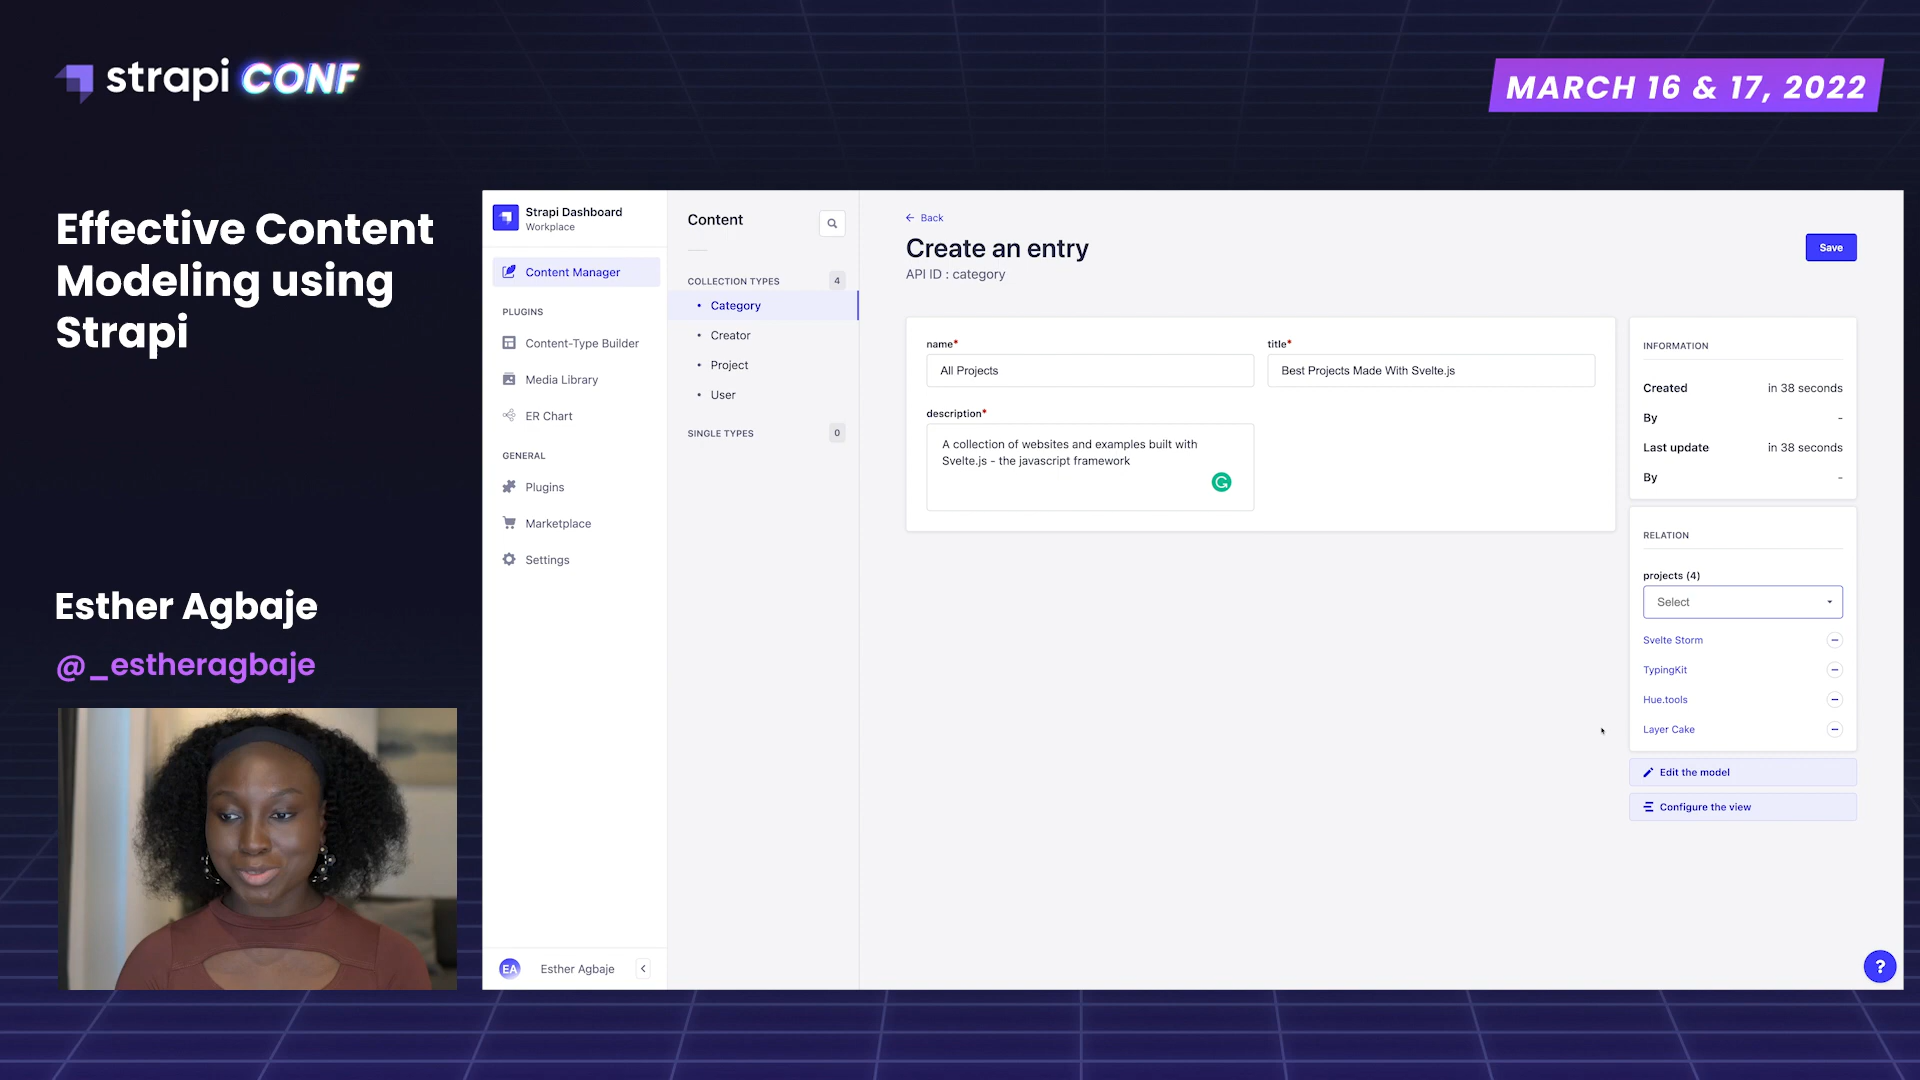 strapi CONF
MARCH 16 & 17, 2022
Effective Content
Modeling using
Strapi
Esther Agbaje
@_estheragbaje
Strapi Dashboard
Workplace
Content Manager
PLUGINS
Content-Type Builder
Media Library
ER Chart
GENERAL
Plugins
Marketplace
Settings
EA
Esther Agbaje
Content
COLLECTION TYPES 4
Category
Creator
Project
User
SINGLE TYPES 0
Back
Create an entry
API ID : category
Save
name*
title*
All Projects
Best Projects Made With Svelte.js
description*
A collection of websites and examples built with
Svelte.js - the javascript framework
INFORMATION
Created in 38 seconds
By -
Last update in 38 seconds
By -
RELATION
projects (4)
Select
Svelte Storm
TypingKit
Hue.tools
Layer Cake
Edit the model
Configure the view
?